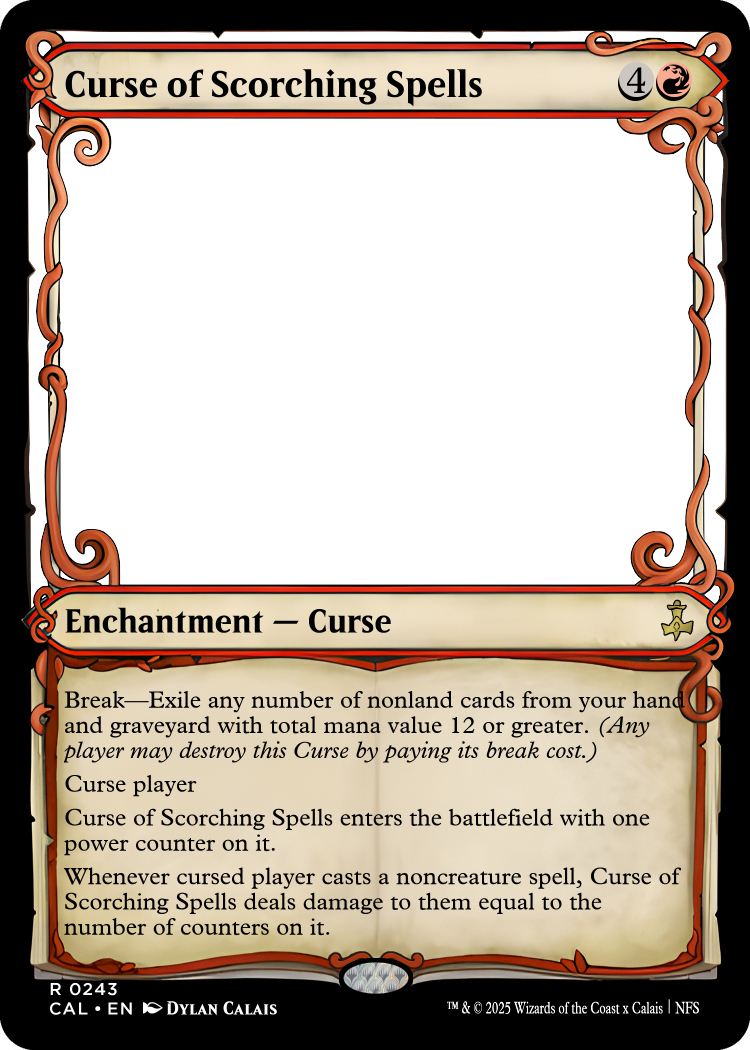 Curse of Scorching Spells 4
Enchantment — Curse
Break—Exile any number of nonland cards from your hand
and graveyard with total mana value 12 or greater. (Any
player may destroy this Curse by paying its break cost.)
Curse player
Curse of Scorching Spells enters the battlefield with one
power counter on it.
Whenever cursed player casts a noncreature spell, Curse of
Scorching Spells deals damage to them equal to the
number of counters on it.
R 0243
CAL • EN DYLAN CALAIS
™ & © 2025 Wizards of the Coast x Calais | NFS